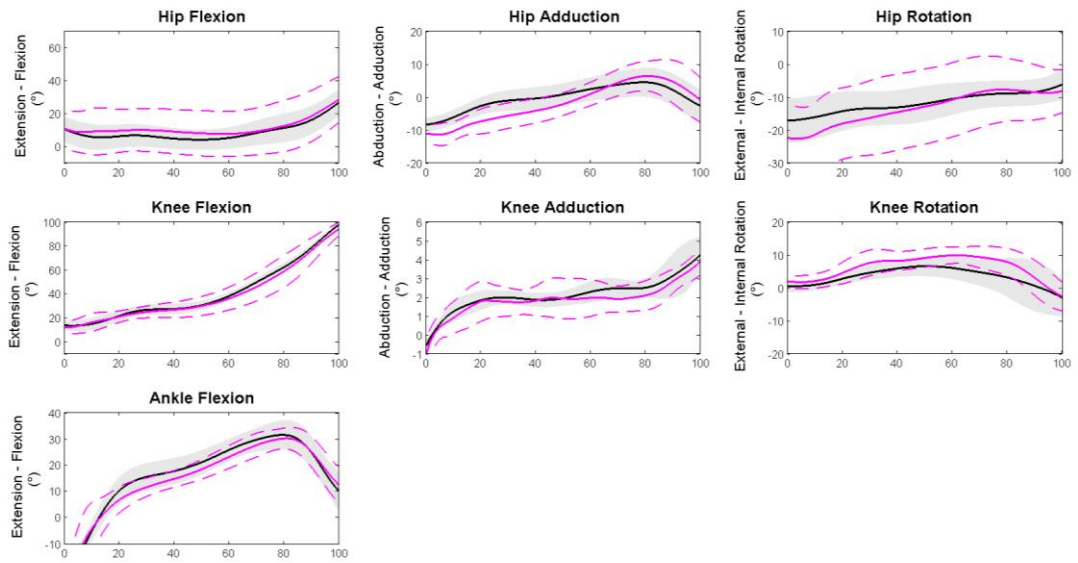 Hip Flexion
Extension - Flexion
(°)
60
40
20
0
0 20 40 60 80 100
Hip Adduction
Abduction - Adduction
(°)
20
10
0
-10
-20
0 20 40 60 80 100
Hip Rotation
External - Internal Rotation
(°)
10
0
-10
-20
-30
0 20 40 60 80 100
Knee Flexion
Extension - Flexion
(°)
100
80
60
40
20
0
0 20 40 60 80 100
Knee Adduction
Abduction - Adduction
(°)
6
5
4
3
2
1
0
-1
0 20 40 60 80 100
Knee Rotation
External - Internal Rotation
(°)
20
10
0
-10
-20
0 20 40 60 80 100
Ankle Flexion
Extension - Flexion
(°)
40
30
20
10
0
-10
0 20 40 60 80 100